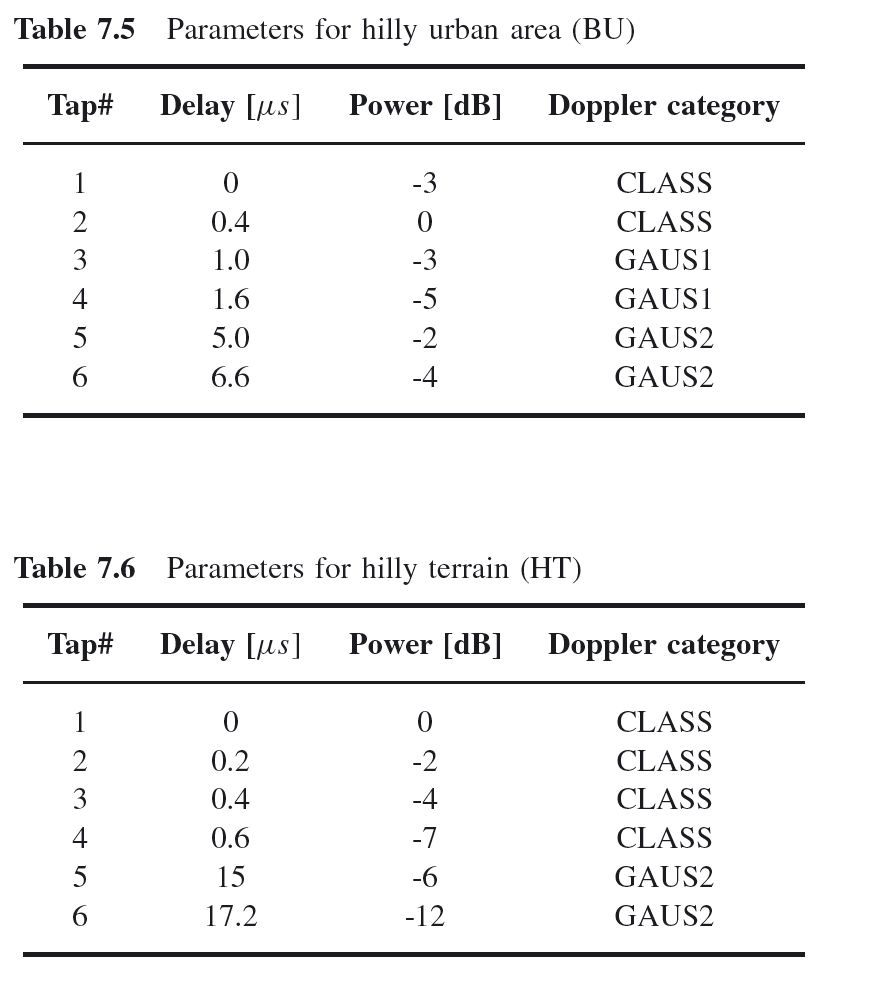 Table 7.5 Parameters for hilly urban area (BU)
Tap# Delay [μs] Power [dB] Doppler category
1 0 -3 CLASS
2 0.4 0 CLASS
3 1.0 -3 GAUS1
4 1.6 -5 GAUS1
5 5.0 -2 GAUS2
6 6.6 -4 GAUS2
Table 7.6 Parameters for hilly terrain (HT)
Tap# Delay [μs] Power [dB] Doppler category
1 0 0 CLASS
2 0.2 -2 CLASS
3 0.4 -4 CLASS
4 0.6 -7 CLASS
5 15 -6 GAUS2
6 17.2 -12 GAUS2